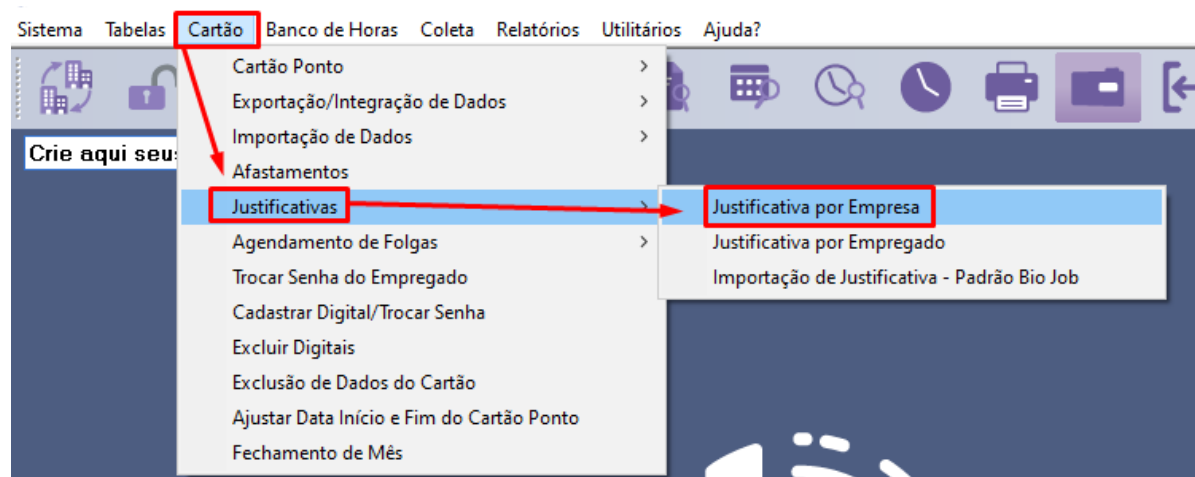 Sistema Tabelas Cartão Banco de Horas Coleta Relatórios Utilitários Ajuda?
Crie aqui seus
Cartão Ponto
Exportação/Integração de Dados
Importação de Dados
Afastamentos
Justificativas
Agendamento de Folgas
Trocar Senha do Empregado
Cadastrar Digital/Trocar Senha
Excluir Digitais
Exclusão de Dados do Cartão
Ajustar Data Início e Fim do Cartão Ponto
Fechamento de Mês
Justificativa por Empresa
Justificativa por Empregado
Importação de Justificativa - Padrão Bio Job